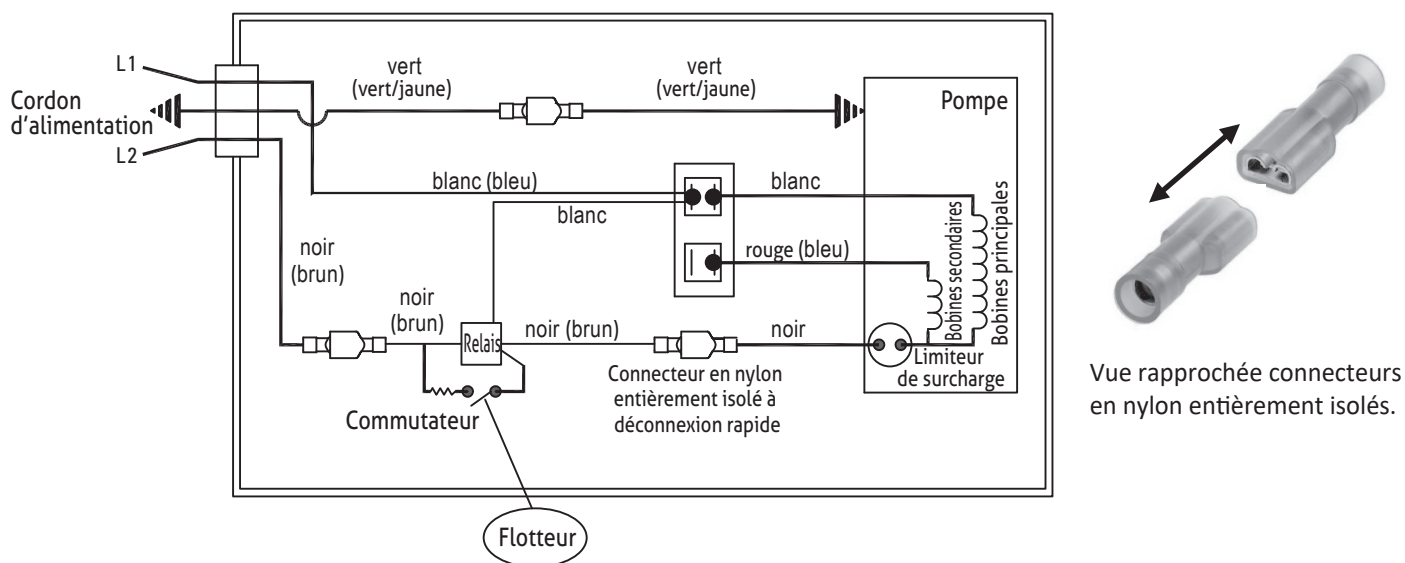 L1
Cordon
d'alimentation
L2
vert
(vert/jaune)
vert
(vert/jaune)
Pompe
blanc (bleu)
blanc
blanc
rouge (bleu)
Bobines secondaires
Bobines principales
noir
(brun)
noir
(brun)
Relais
noir (brun)
noir
Limiteur
de surcharge
Commutateur
Connecteur en nylon
entièrement isolé à
déconnexion rapide
Flotteur
Vue rapprochée connecteurs
en nylon entièrement isolés.